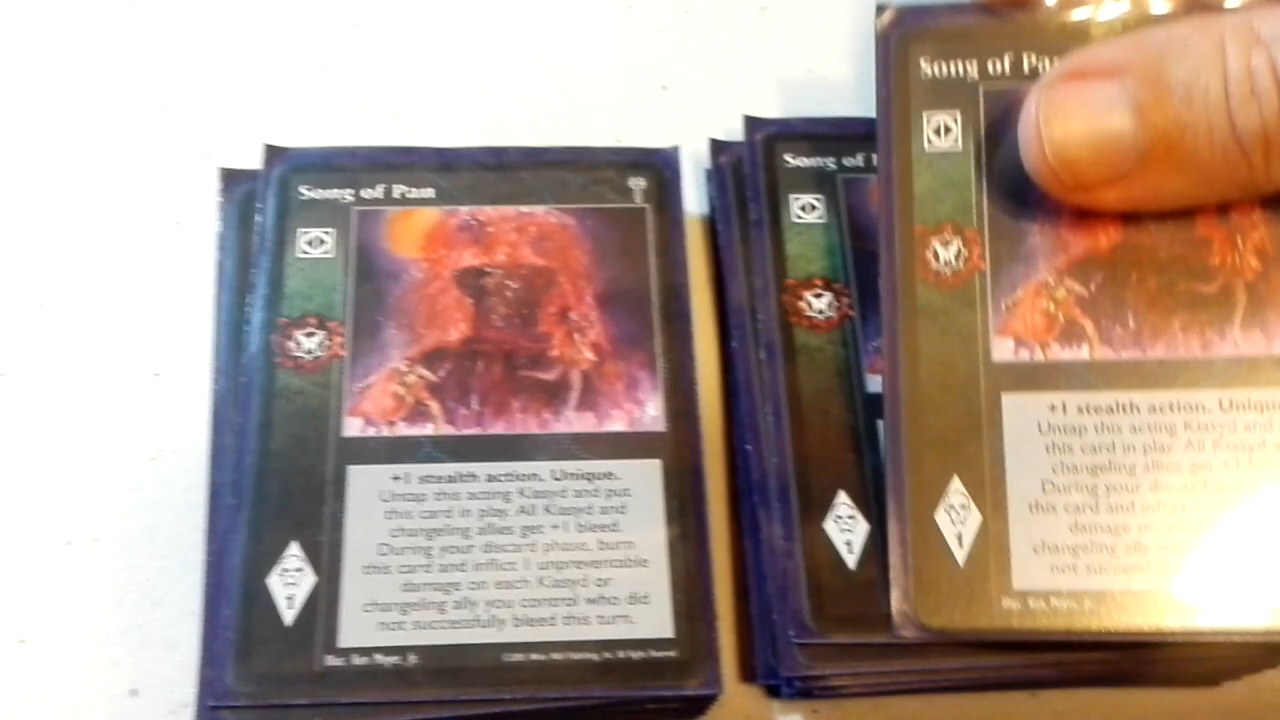 Song of Pan
+1 stealth action. Unique.
Untap this acting Kiasyd and put
this card in play. All Kiasyd and
changeling allies get +1 bleed.
During your discard phase, burn
this card and inflict 1 unpreventable
damage on each Kiasyd or
changeling ally you control who did
not successfully bleed this turn.
1
Song of
1
Song of Pa
+1 stealth action. Uniqu
Untap this acting Kiasyd and
this card in play. All Kiasyd
changeling allies get +1
During your
this card and
damage
changeling ally
not
1